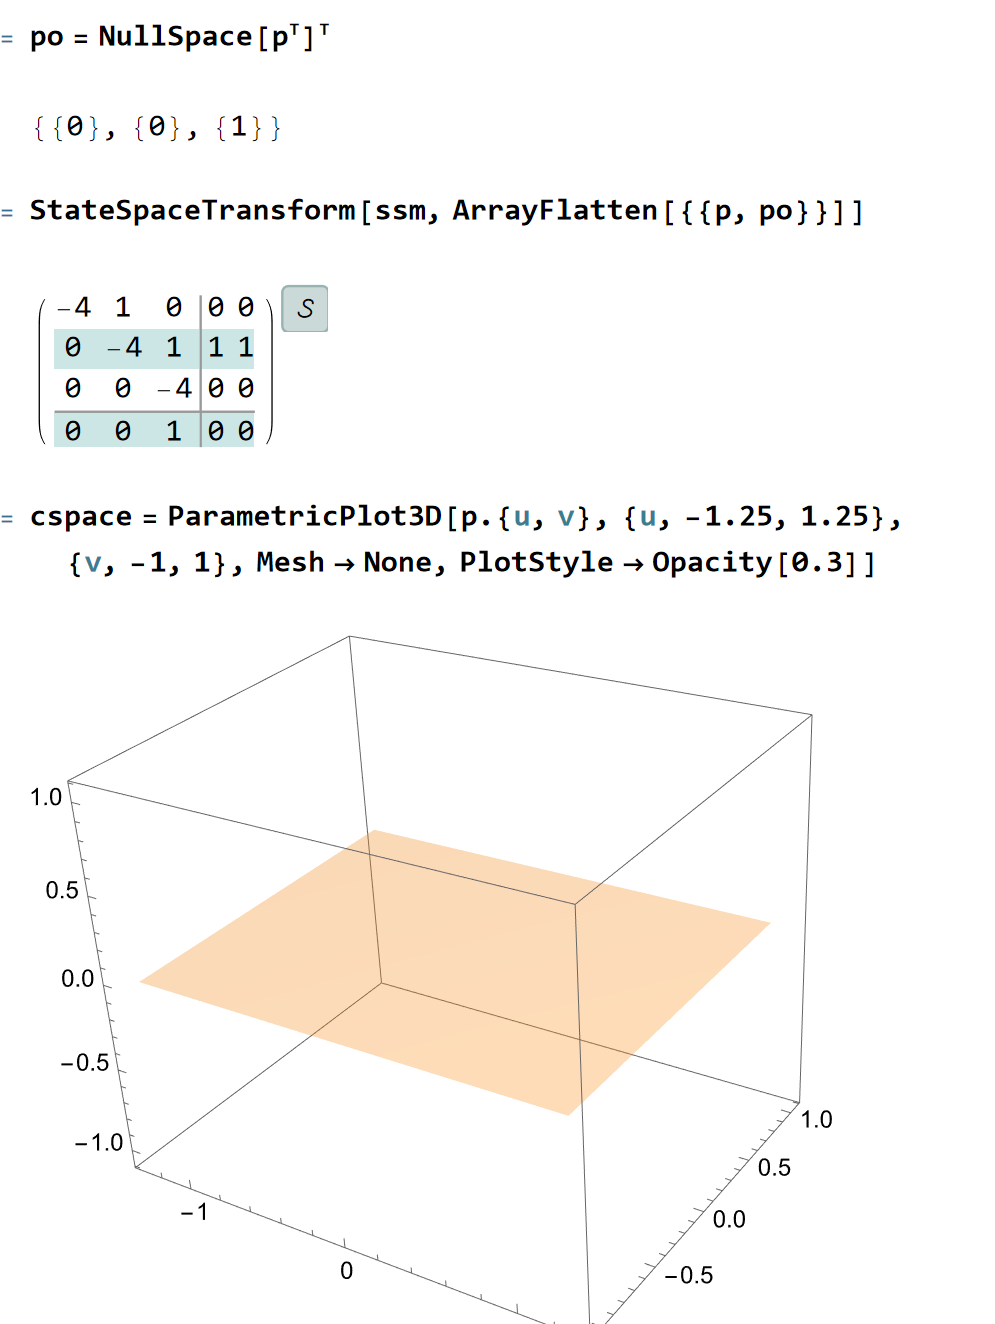 = po = NullSpace[pᵀ]ᵀ
{{0}, {0}, {1}}
= StateSpaceTransform[ssm, ArrayFlatten[{{p, po}}]]
-4 1 0 0 0
0 -4 1 1 1
0 0 -4 0 0
0 0 1 0 0
S
= cspace = ParametricPlot3D[p.{u, v}, {u, -1.25, 1.25},
{v, -1, 1}, Mesh → None, PlotStyle → Opacity[0.3]]
1.0
0.5
0.0
-0.5
-1.0
-1
0
1.0
0.5
0.0
-0.5